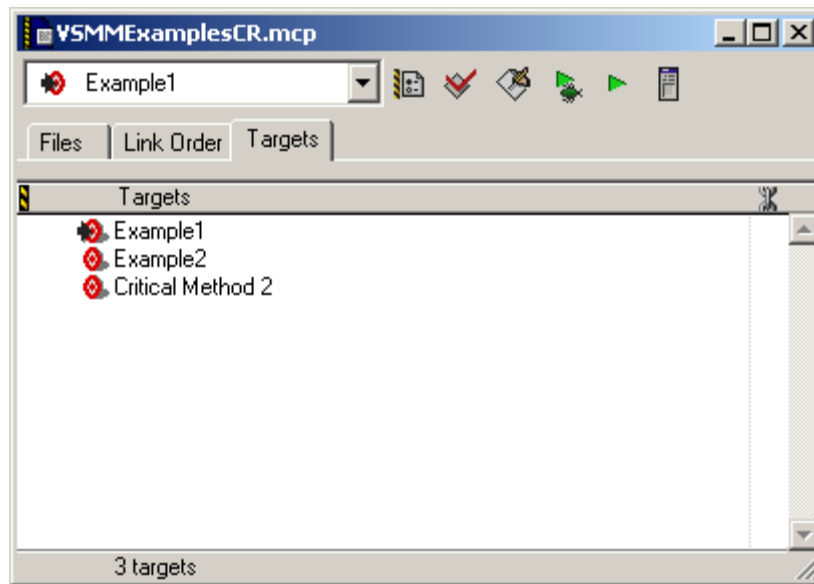 VSMMExamplesCR.mcp
Example1
Files Link Order Targets
Targets
Example1
Example2
Critical Method 2
3 targets